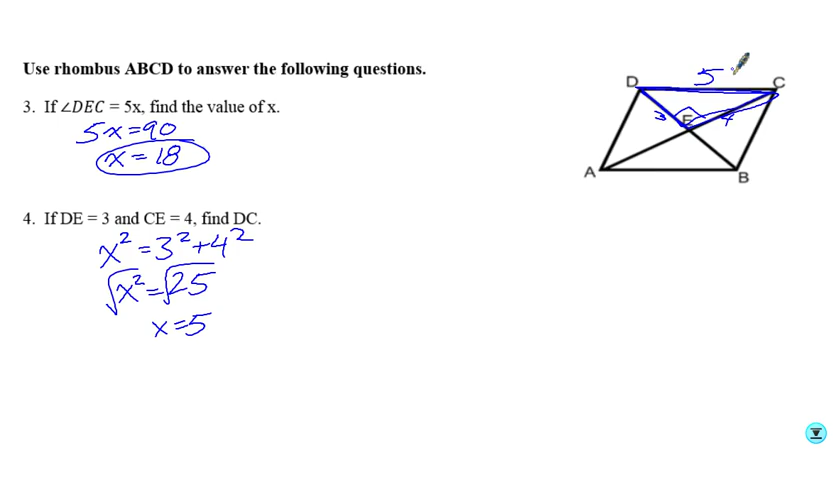 Use rhombus ABCD to answer the following questions.
3. If ∠DEC = 5x, find the value of x.
5x=90
x=18
4. If DE = 3 and CE = 4, find DC.
x²=3²+4²
√x²=√25
x=5
5
D
C
3
E
4
A
B